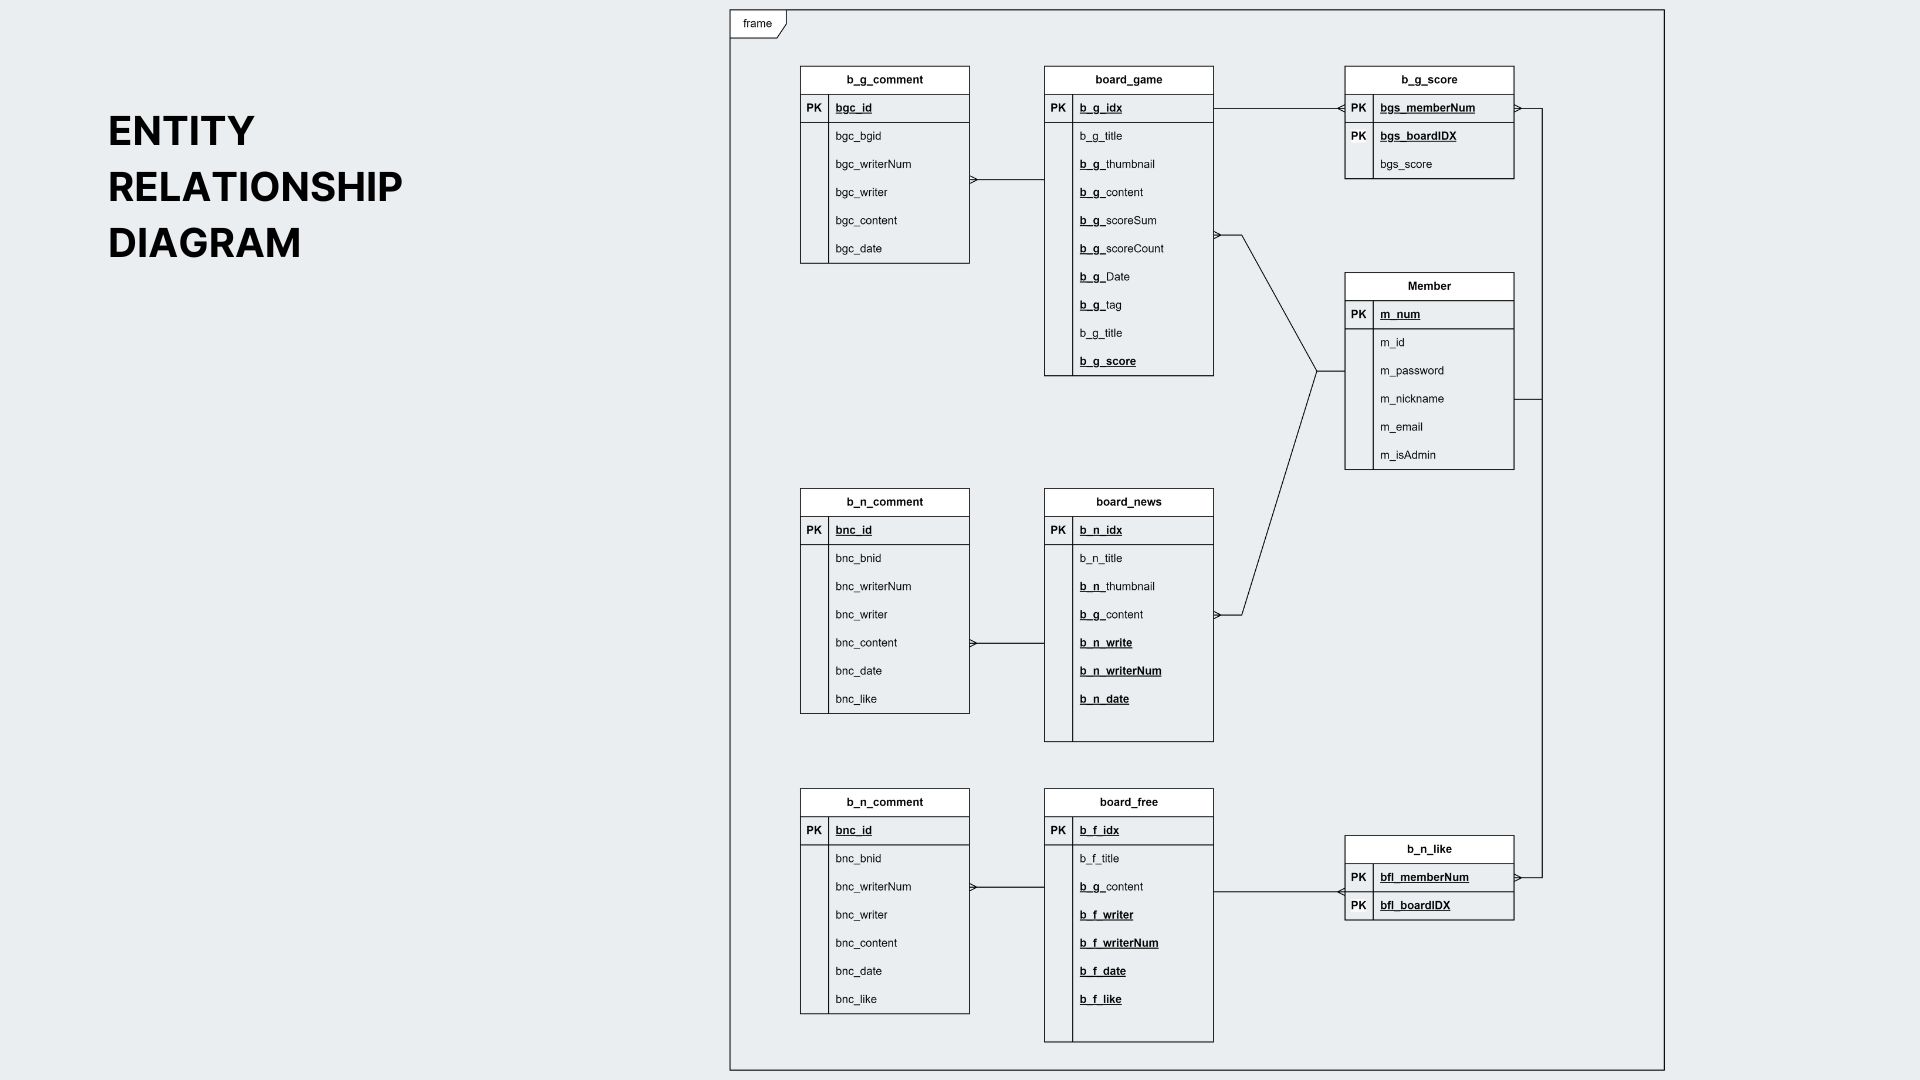 ENTITY
RELATIONSHIP
DIAGRAM
frame
b_g_comment
PK bgc_id
bgc_bgid
bgc_writerNum
bgc_writer
bgc_content
bgc_date
board_game
PK b_g_idx
b_g_title
b_g_thumbnail
b_g_content
b_g_scoreSum
b_g_scoreCount
b_g_Date
b_g_tag
b_g_title
b_g_score
b_g_score
PK bgs_memberNum
PK bgs_boardIDX
bgs_score
Member
PK m_num
m_id
m_password
m_nickname
m_email
m_isAdmin
b_n_comment
PK bnc_id
bnc_bnid
bnc_writerNum
bnc_writer
bnc_content
bnc_date
bnc_like
board_news
PK b_n_idx
b_n_title
b_n_thumbnail
b_g_content
b_n_write
b_n_writerNum
b_n_date
b_n_comment
PK bnc_id
bnc_bnid
bnc_writerNum
bnc_writer
bnc_content
bnc_date
bnc_like
board_free
PK b_f_idx
b_f_title
b_g_content
b_f_writer
b_f_writerNum
b_f_date
b_f_like
b_n_like
PK bfl_memberNum
PK bfl_boardIDX